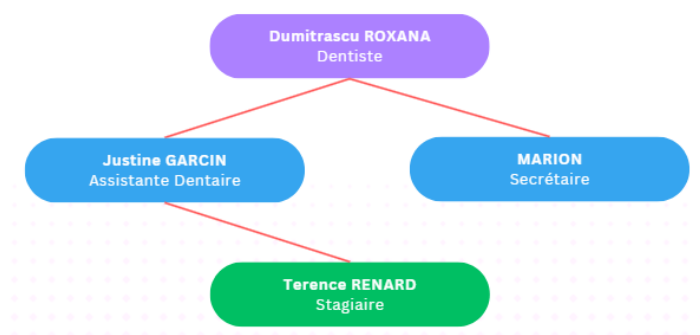 Dumitrascu ROXANA
Dentiste
Justine GARCIN
Assistante Dentaire
MARION
Secrétaire
Terence RENARD
Stagiaire